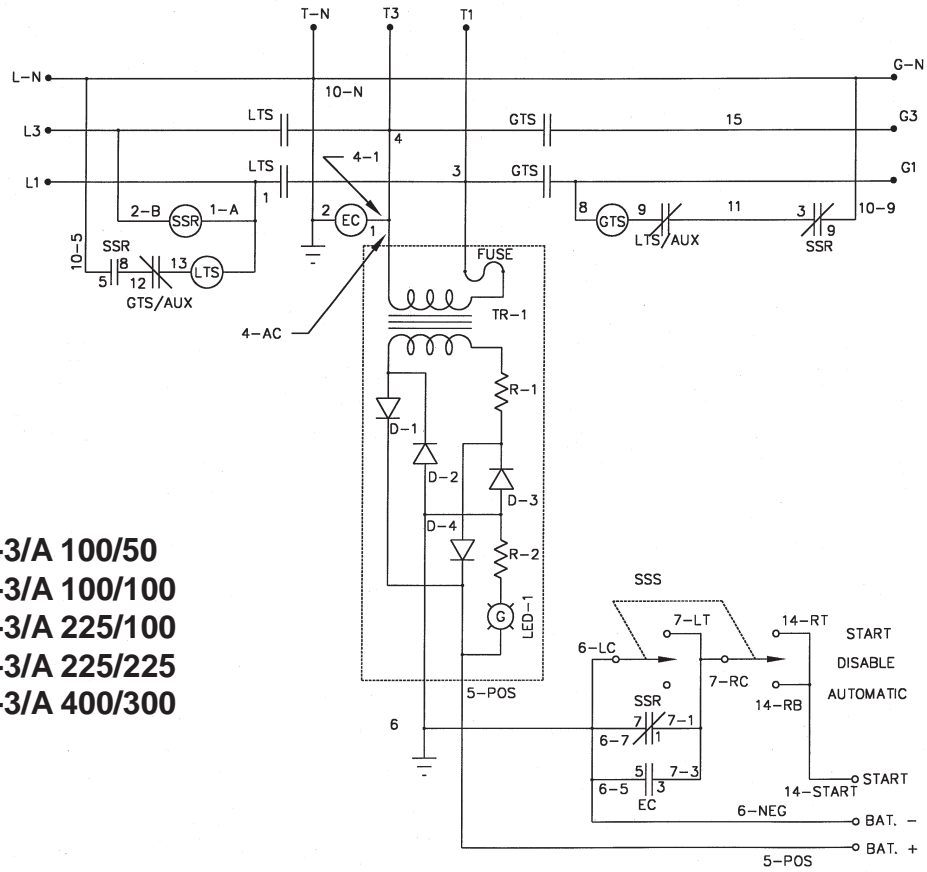 T-N T3 T1
L-N G-N
10-N
LTS GTS 15
L3 G3
4
4-1
LTS 3 GTS
L1 G1
1
2-B SSR 1-A 2 EC 1 8 GTS 9 11 3 10-9
LTS/AUX SSR 9
10-5
SSR
5 8 12 13 LTS
GTS/AUX
FUSE
TR-1
4-AC
R-1
D-1
D-2
D-3
D-4
R-2
G LED-1
-3/A 100/50
-3/A 100/100
-3/A 225/100
-3/A 225/225
-3/A 400/300
SSS
7-LT 14-RT START
6-LC DISABLE
7-RC
AUTOMATIC
14-RB
5-POS
SSR
6 7 7-1
6-7 1
5 7-3
6-5 3
EC
START
14-START
6-NEG
BAT. -
BAT. +
5-POS